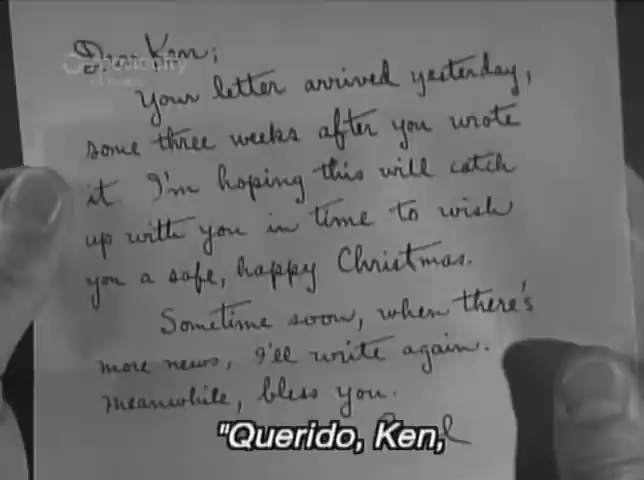 Dear Ken;
Your letter arrived yesterday,
some three weeks after you wrote
it. I'm hoping this will catch
up with you in time to wish
you a safe, happy Christmas.
Sometime soon, when there's
more news, I'll write again.
Meanwhile, bless you.
"Querido, Ken,